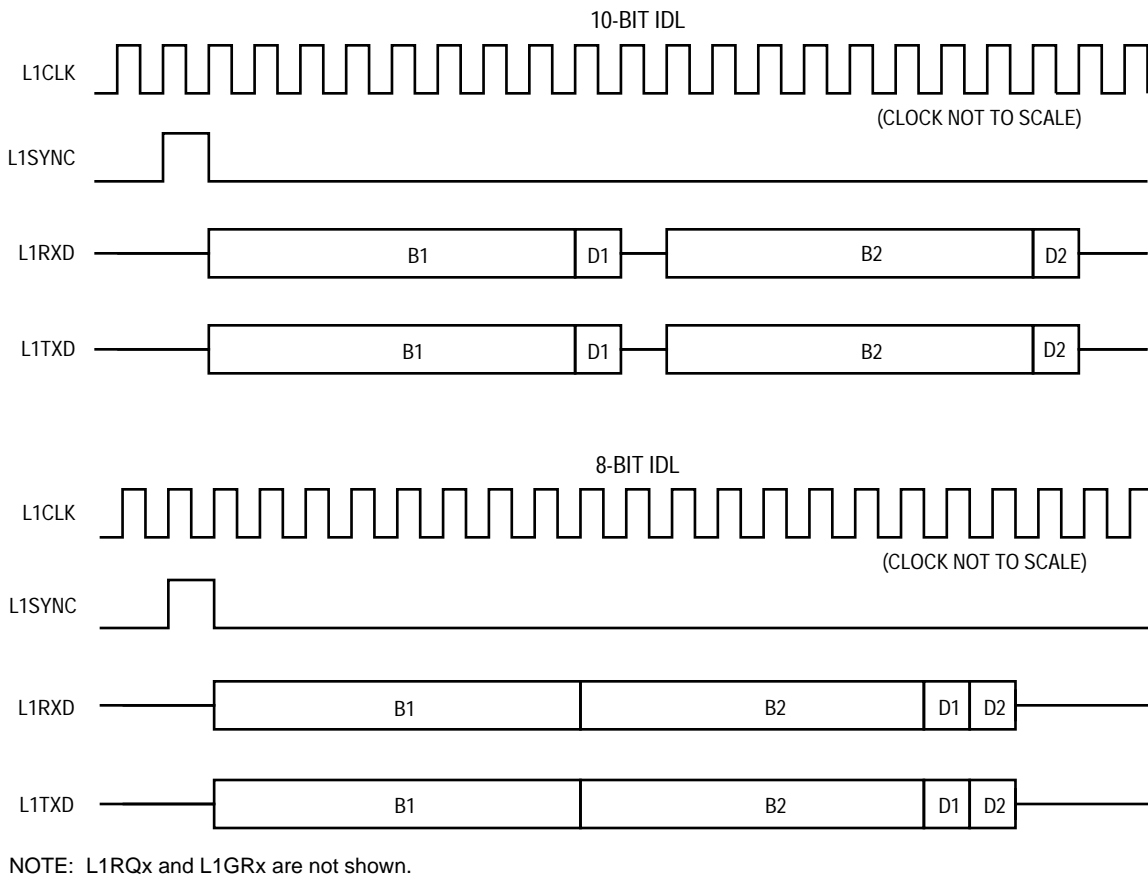 10-BIT IDL
L1CLK
(CLOCK NOT TO SCALE)
L1SYNC
L1RXD B1 D1 B2 D2
L1TXD B1 D1 B2 D2
8-BIT IDL
L1CLK
(CLOCK NOT TO SCALE)
L1SYNC
L1RXD B1 B2 D1 D2
L1TXD B1 B2 D1 D2
NOTE: L1RQx and L1GRx are not shown.